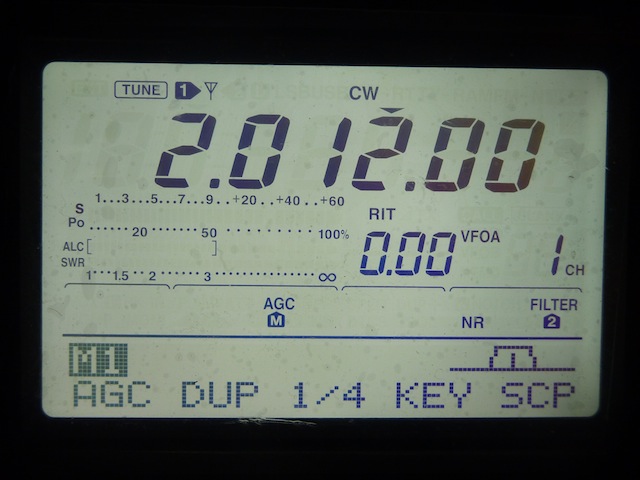 TUNE 1 CW
2.012.00
S 1...3...5...7...9..+20..+40..+60
RIT
Po 20 50 100%
0.00 VFOA 1 CH
ALC
SWR 1 1.5 2 3 ∞
AGC FILTER
M NR 2
M1 1
AGC DUP 1/4 KEY SCP